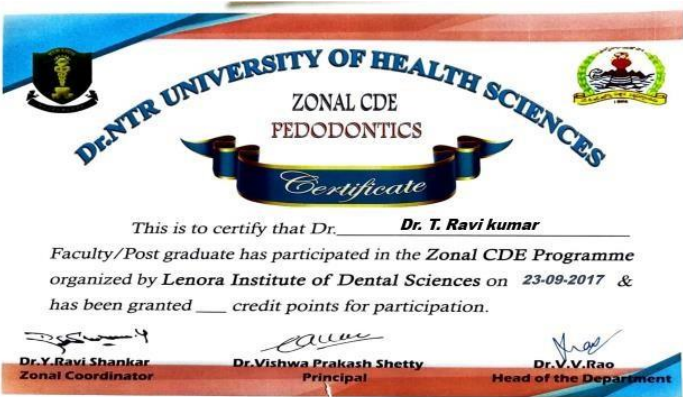 Dr.NTR UNIVERSITY OF HEALTH SCIENCES
ZONAL CDE
PEDODONTICS
Certificate
This is to certify that Dr. Dr. T. Ravi kumar
Faculty/Post graduate has participated in the Zonal CDE Programme
organized by Lenora Institute of Dental Sciences on 23-09-2017 &
has been granted ___ credit points for participation.
Dr.Y.Ravi Shankar
Zonal Coordinator
Dr.Vishwa Prakash Shetty
Principal
Dr.V.V.Rao
Head of the Department